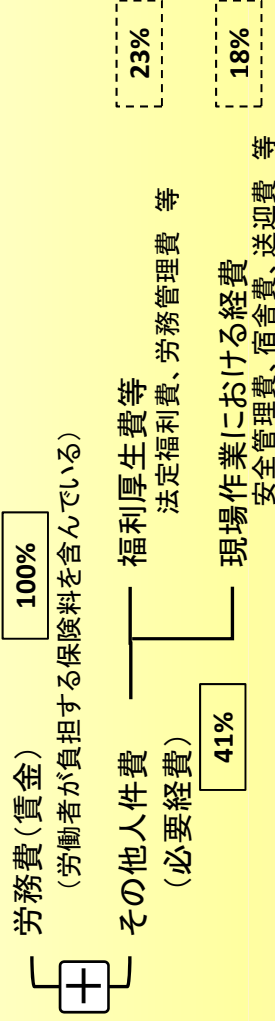 労務費(賃金) 100%
(労働者が負担する保険料を含んでいる)
その他人件費
(必要経費)
41%
福利厚生費等 23%
法定福利費、労務管理費 等
現場作業における経費 18%
安全管理費、宿舎費、送迎費 等